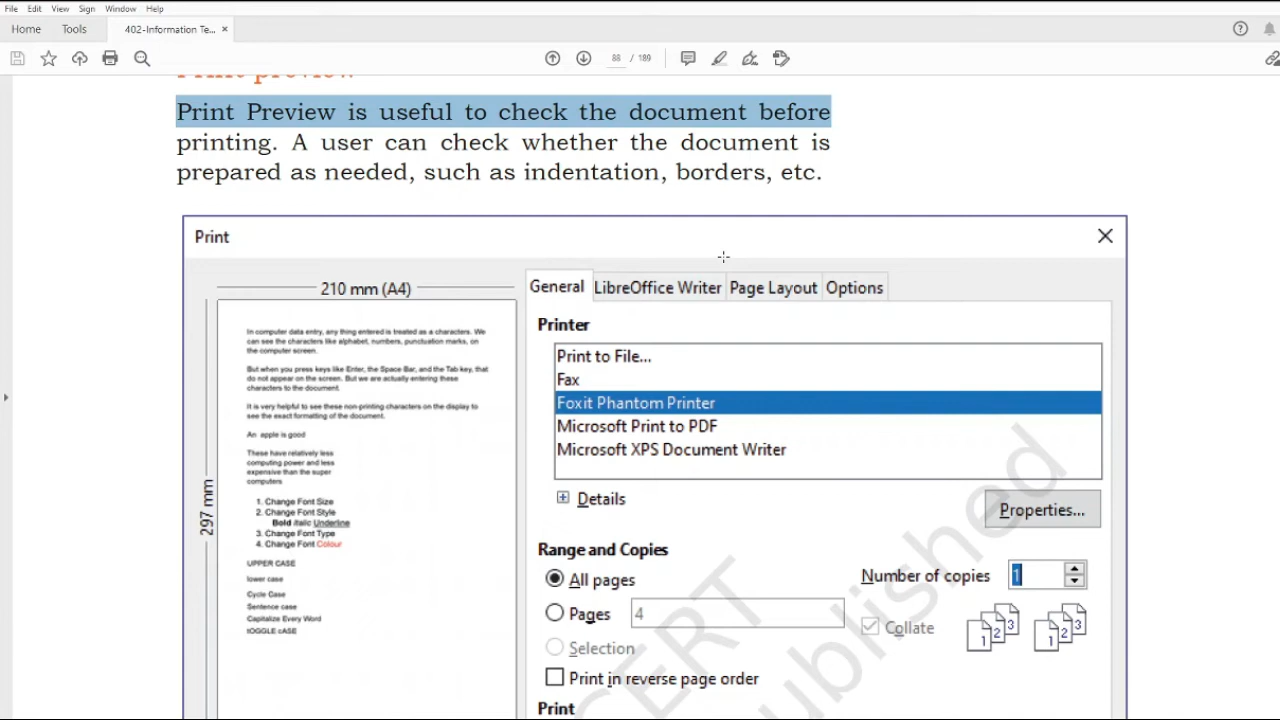 File Edit View Sign Window Help
Home Tools 402-Information Te... ×
88 / 189
Print preview
Print Preview is useful to check the document before
printing. A user can check whether the document is
prepared as needed, such as indentation, borders, etc.
Print
210 mm (A4)
297 mm
In computer data entry, any thing entered is treated as a characters. We
can see the characters like alphabet, numbers, punctuation marks, on
the computer screen.
But when you press keys like Enter, the Space Bar, and the Tab key, that
do not appear on the screen. But we are actually entering these
characters to the document.
It is very helpful to see these non-printing characters on the display to
see the exact formatting of the document.
An apple is good
These have relatively less
computing power and less
expensive than the super
computers
1. Change Font Size
2. Change Font Style
Bold Italic Underline
3. Change Font Type
4. Change Font Colour
UPPER CASE
lower case
Cycle Case
Sentence case
Capitalize Every Word
tOGGLE cASE
General LibreOffice Writer Page Layout Options
Printer
Print to File...
Fax
Foxit Phantom Printer
Microsoft Print to PDF
Microsoft XPS Document Writer
Details
Properties...
Range and Copies
All pages
Number of copies 1
Pages 4
Collate
1 2 3 1 2 3
Selection
Print in reverse page order
Print
ublished